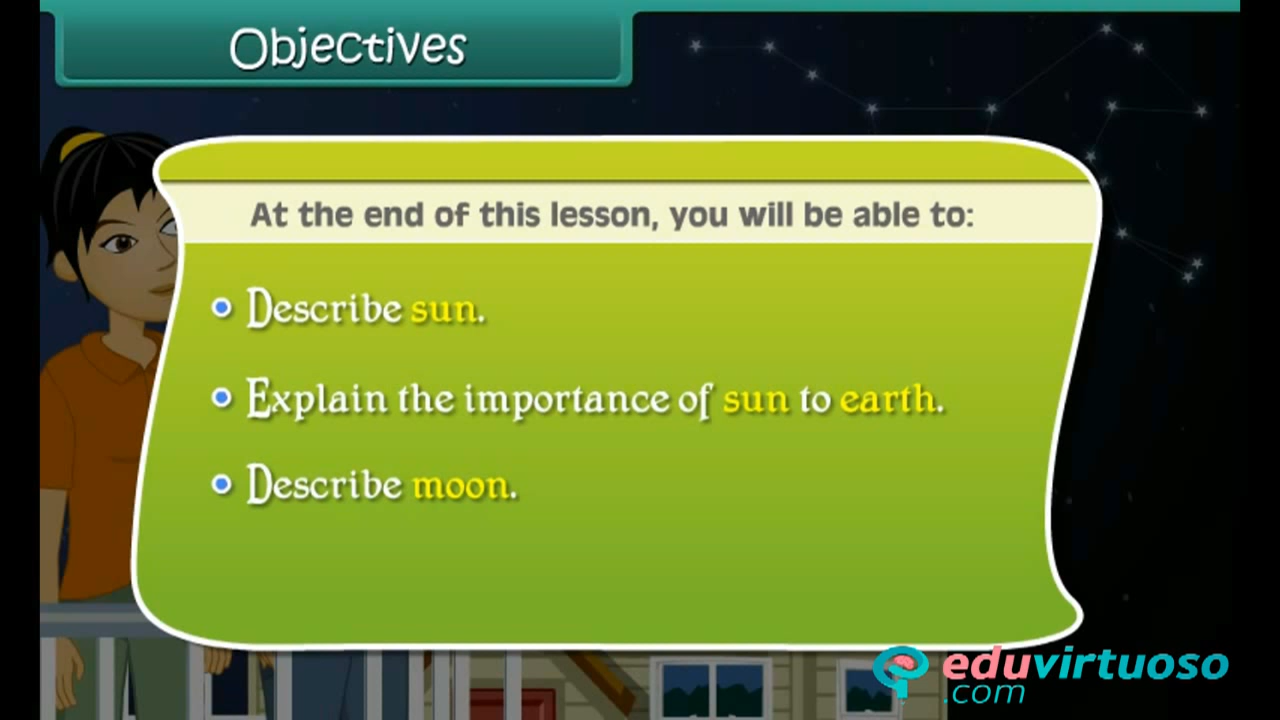 Objectives
At the end of this lesson, you will be able to:
Describe sun.
Explain the importance of sun to earth.
Describe moon.
eduvirtuoso
.com